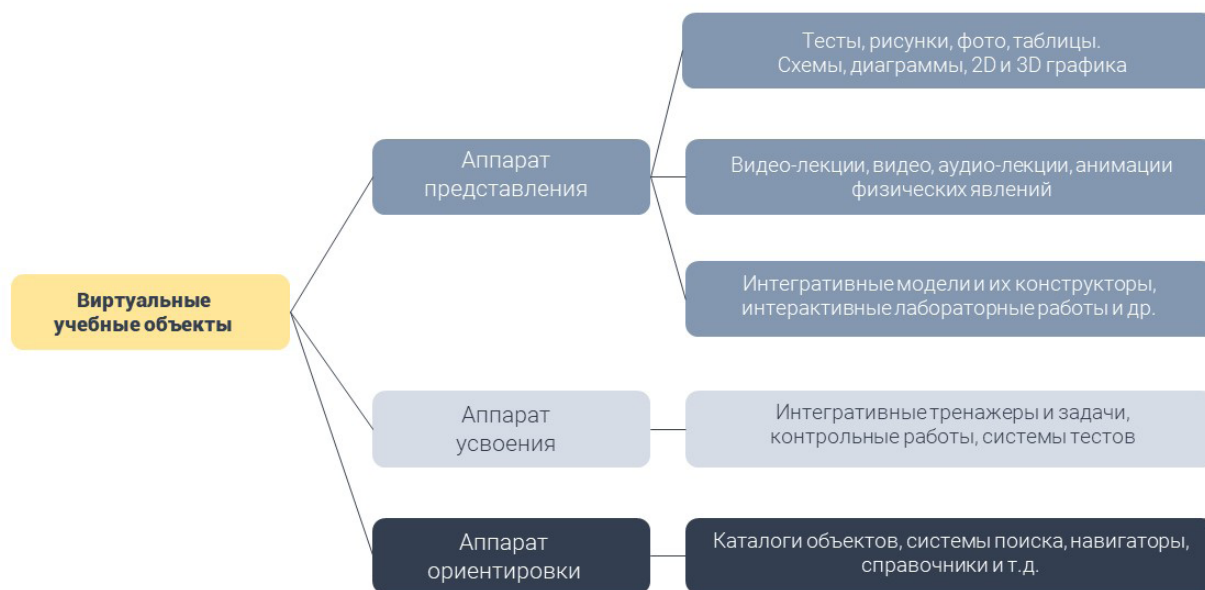 Тесты, рисунки, фото, таблицы.
Схемы, диаграммы, 2D и 3D графика
Аппарат
представления
Видео-лекции, видео, аудио-лекции, анимации
физических явлений
Интегративные модели и их конструкторы,
интерактивные лабораторные работы и др.
Виртуальные
учебные объекты
Аппарат
усвоения
Интегративные тренажеры и задачи,
контрольные работы, системы тестов
Аппарат
ориентировки
Каталоги объектов, системы поиска, навигаторы,
справочники и т.д.